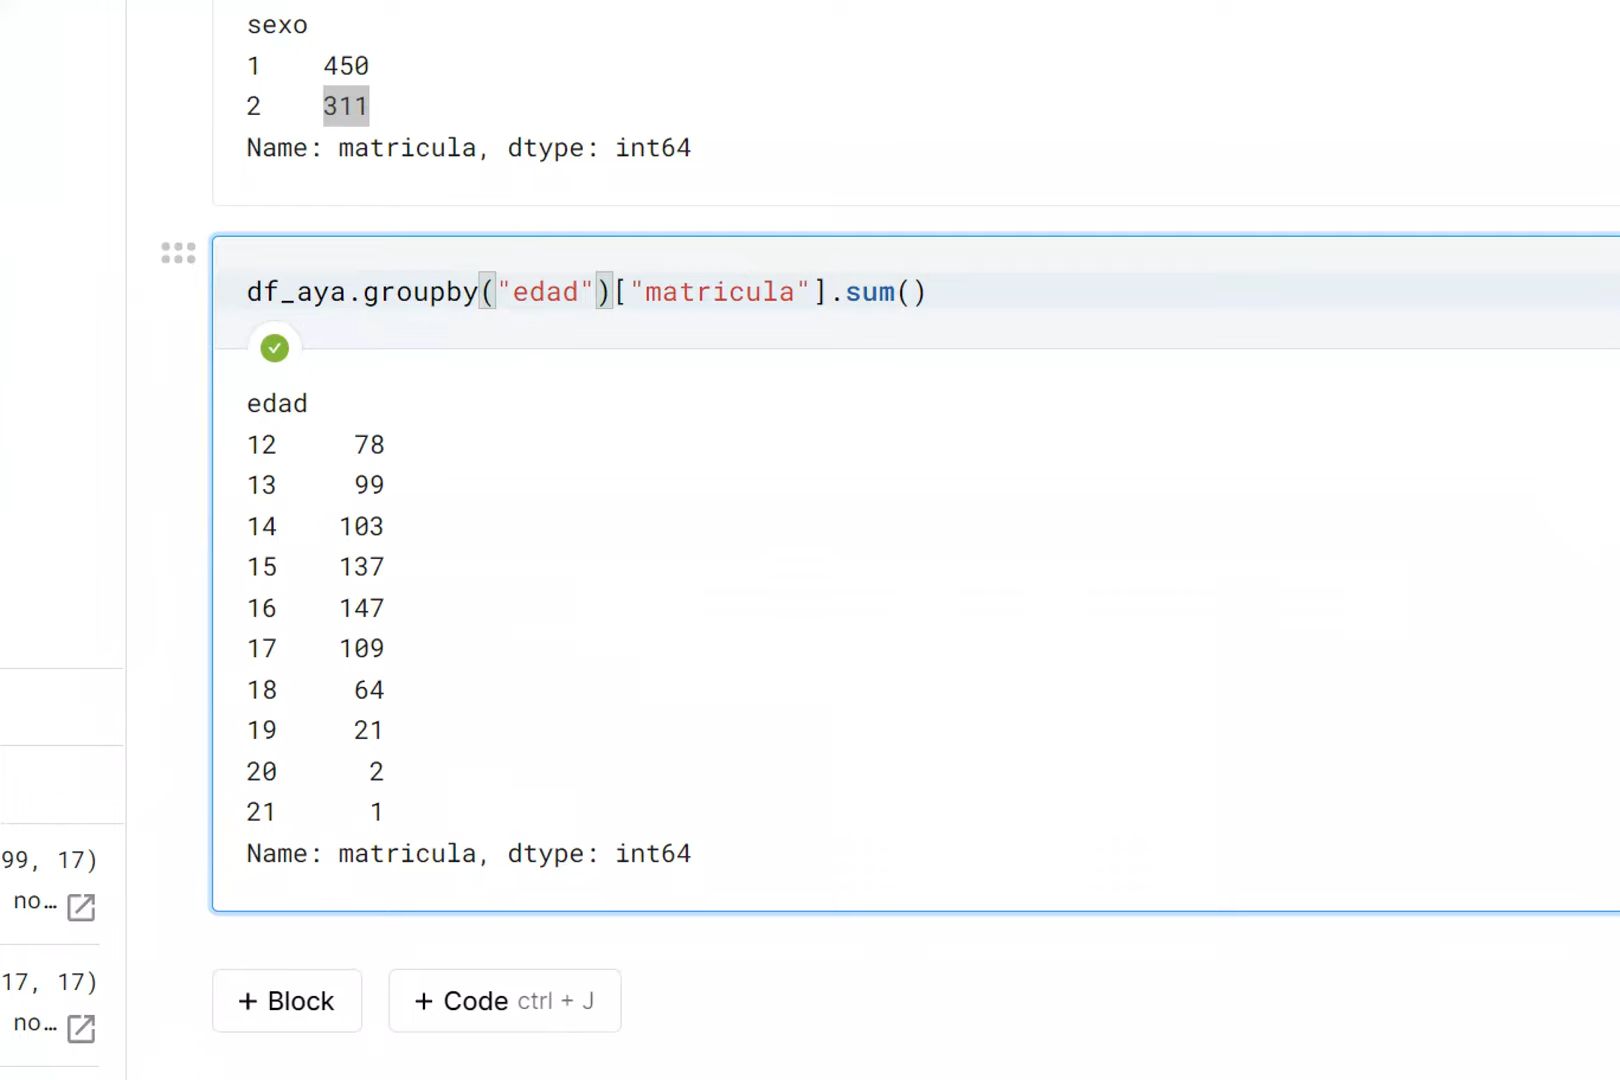 sexo
1 450
2 311
Name: matricula, dtype: int64
df_aya.groupby("edad")["matricula"].sum()
edad
12 78
13 99
14 103
15 137
16 147
17 109
18 64
19 21
20 2
21 1
Name: matricula, dtype: int64
99, 17)
no…
17, 17)
no…
+ Block
+ Code ctrl + J